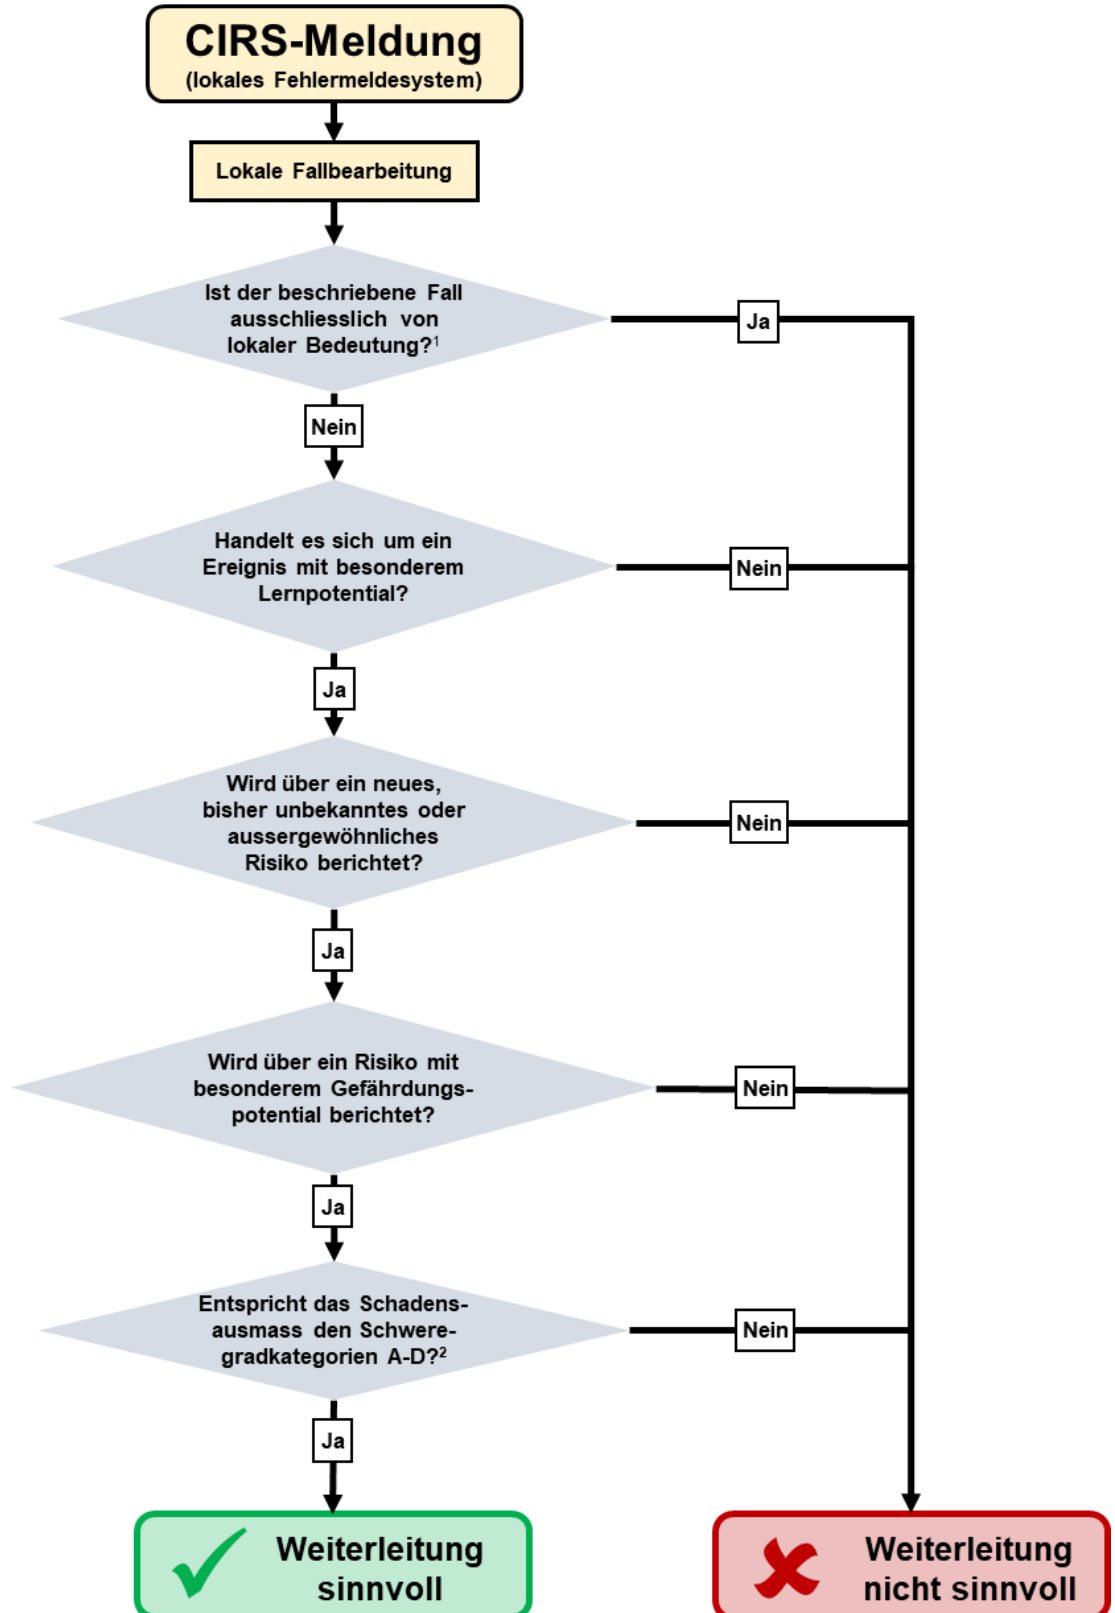 CIRS-Meldung
(lokales Fehlermeldesystem)
Lokale Fallbearbeitung
Ist der beschriebene Fall
ausschliesslich von
lokaler Bedeutung?¹
Ja
Nein
Handelt es sich um ein
Ereignis mit besonderem
Lernpotential?
Nein
Ja
Wird über ein neues,
bisher unbekanntes oder
aussergewöhnliches
Risiko berichtet?
Nein
Ja
Wird über ein Risiko mit
besonderem Gefährdungs-
potential berichtet?
Nein
Ja
Entspricht das Schadens-
ausmass den Schwere-
gradkategorien A-D?²
Nein
Ja
Weiterleitung
sinnvoll
Weiterleitung
nicht sinnvoll